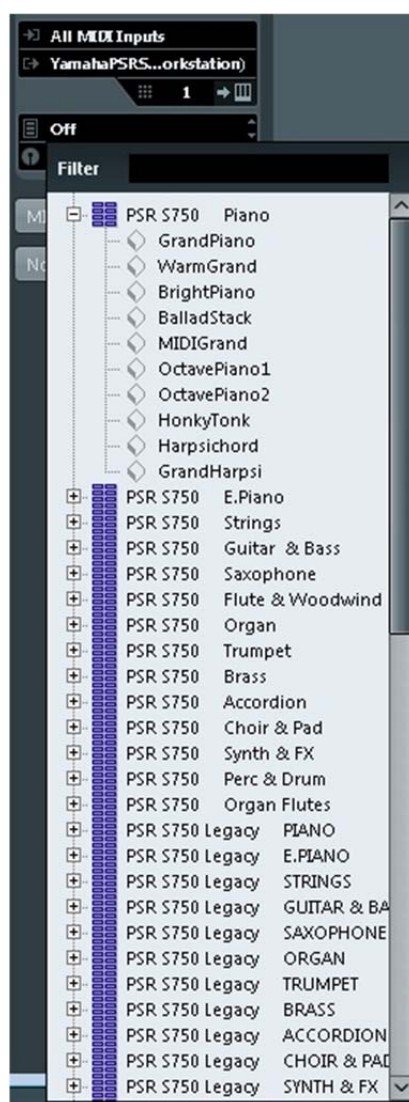 All MIDI Inputs
YamahaPSRS...orkstation)
1
Off
Filter
PSR S750 Piano
GrandPiano
WarmGrand
BrightPiano
BalladStack
MIDIGrand
OctavePiano1
OctavePiano2
HonkyTonk
Harpsichord
GrandHarpsi
PSR S750 E.Piano
PSR S750 Strings
PSR S750 Guitar & Bass
PSR S750 Saxophone
PSR S750 Flute & Woodwind
PSR S750 Organ
PSR S750 Trumpet
PSR S750 Brass
PSR S750 Accordion
PSR S750 Choir & Pad
PSR S750 Synth & FX
PSR S750 Perc & Drum
PSR S750 Organ Flutes
PSR S750 Legacy PIANO
PSR S750 Legacy E.PIANO
PSR S750 Legacy STRINGS
PSR S750 Legacy GUITAR & BA
PSR S750 Legacy SAXOPHONE
PSR S750 Legacy ORGAN
PSR S750 Legacy TRUMPET
PSR S750 Legacy BRASS
PSR S750 Legacy ACCORDION
PSR S750 Legacy CHOIR & PAD
PSR S750 Legacy SYNTH & FX